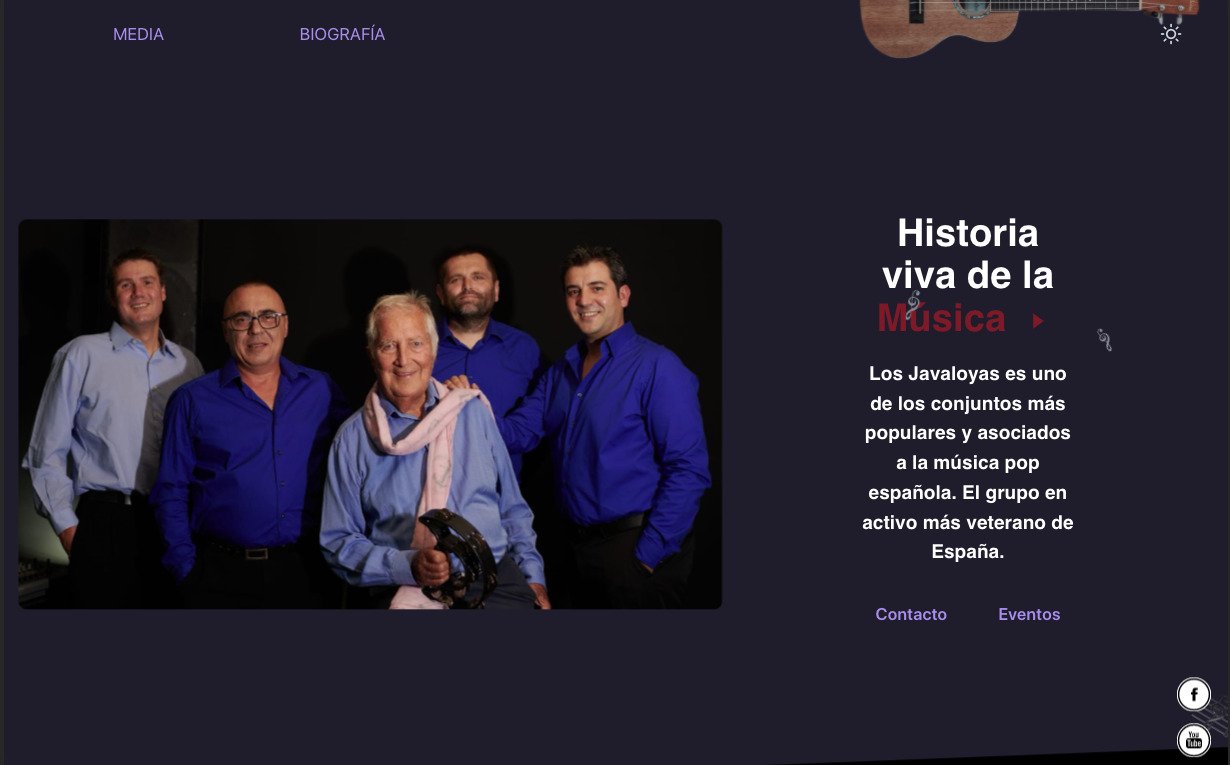 MEDIA
BIOGRAFÍA
Historia
viva de la
Música
Los Javaloyas es uno
de los conjuntos más
populares y asociados
a la música pop
española. El grupo en
activo más veterano de
España.
Contacto
Eventos
f
You
Tube